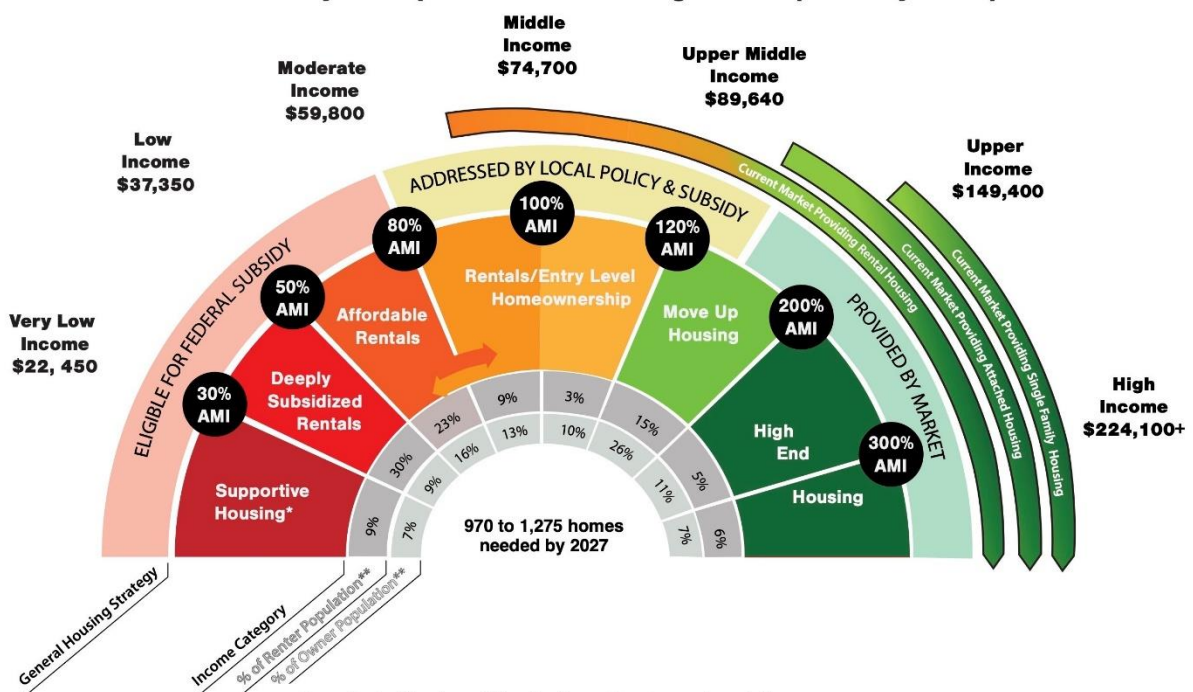 Middle
Income
$74,700
Upper Middle
Income
$89,640
Moderate
Income
$59,800
Low
Income
$37,350
Upper
Income
$149,400
Very Low
Income
$22, 450
High
Income
$224,100+
ELIGIBLE FOR FEDERAL SUBSIDY
ADDRESSED BY LOCAL POLICY & SUBSIDY
PROVIDED BY MARKET
Current Market Providing Rental Housing
Current Market Providing Attached Housing
Current Market Providing Single Family Housing
30%
AMI
50%
AMI
80%
AMI
100%
AMI
120%
AMI
200%
AMI
300%
AMI
Supportive
Housing*
Deeply
Subsidized
Rentals
Affordable
Rentals
Rentals/Entry Level
Homeownership
Move Up
Housing
High
End
Housing
9%
30%
23%
9%
3%
15%
5%
6%
7%
9%
16%
13%
10%
26%
11%
7%
970 to 1,275 homes
needed by 2027
General Housing Strategy
Income Category
% of Renter Population**
% of Owner Population**